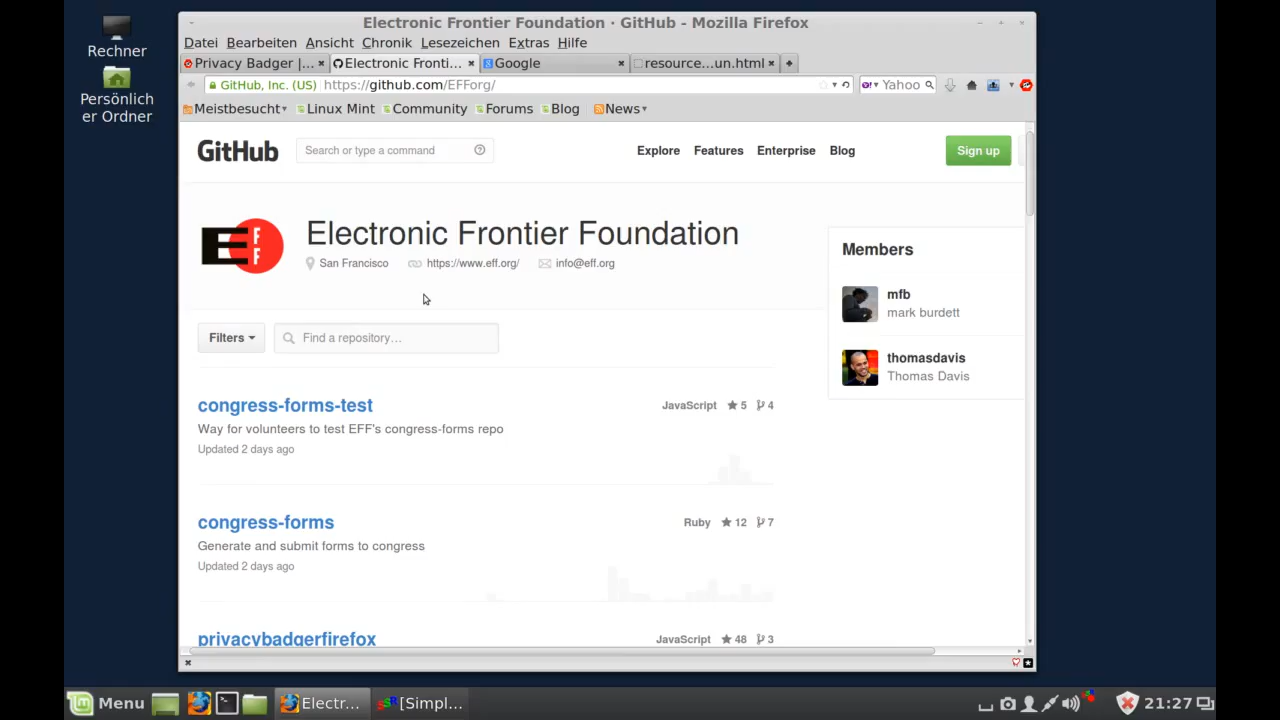 Rechner
Persönlich
er Ordner
Electronic Frontier Foundation · GitHub - Mozilla Firefox
Datei Bearbeiten Ansicht Chronik Lesezeichen Extras Hilfe
Privacy Badger |... Electronic Fronti... Google resource...un.html
GitHub, Inc. (US) https://github.com/EFForg/ Yahoo
Meistbesucht Linux Mint Community Forums Blog News
GitHub Search or type a command Explore Features Enterprise Blog Sign up
E F F
Electronic Frontier Foundation
San Francisco https://www.eff.org/ info@eff.org
Members
mfb
mark burdett
thomasdavis
Thomas Davis
Filters Find a repository...
congress-forms-test JavaScript 5 4
Way for volunteers to test EFF's congress-forms repo
Updated 2 days ago
congress-forms Ruby 12 7
Generate and submit forms to congress
Updated 2 days ago
privacybadgerfirefox JavaScript 48 3
Menu Electr... [Simpl... 21:27